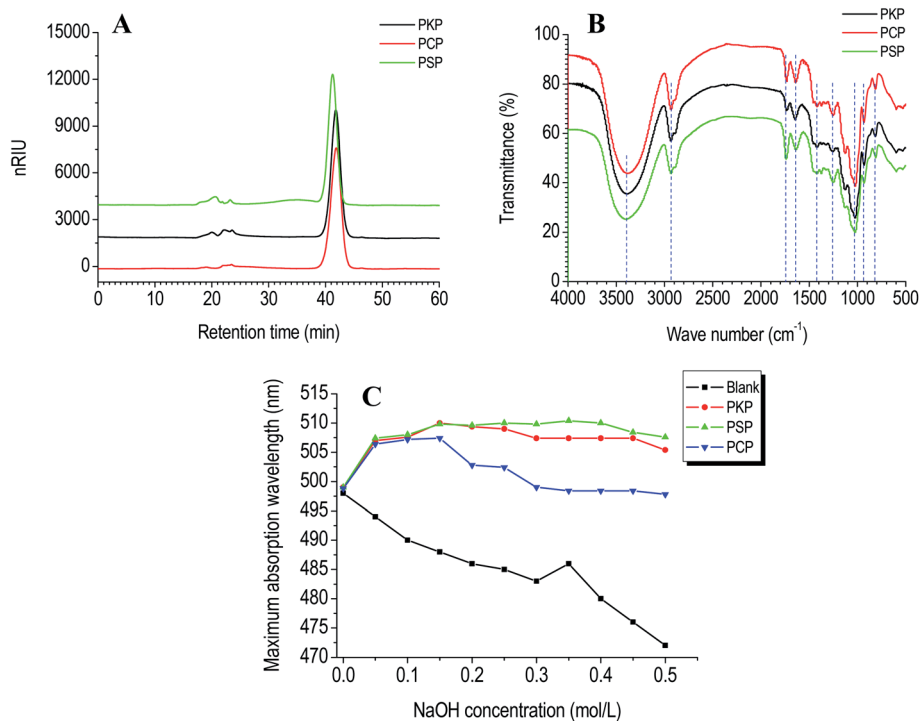 A
PKP
PCP
PSP
15000
12000
9000
6000
3000
0
nRIU
0 10 20 30 40 50 60
Retention time (min)
B
PKP
PCP
PSP
100
80
60
40
20
0
Transmittance (%)
4000 3500 3000 2500 2000 1500 1000 500
Wave number (cm⁻¹)
C
Blank
PKP
PSP
PCP
515
510
505
500
495
490
485
480
475
470
Maximum absorption wavelength (nm)
0.0 0.1 0.2 0.3 0.4 0.5
NaOH concentration (mol/L)